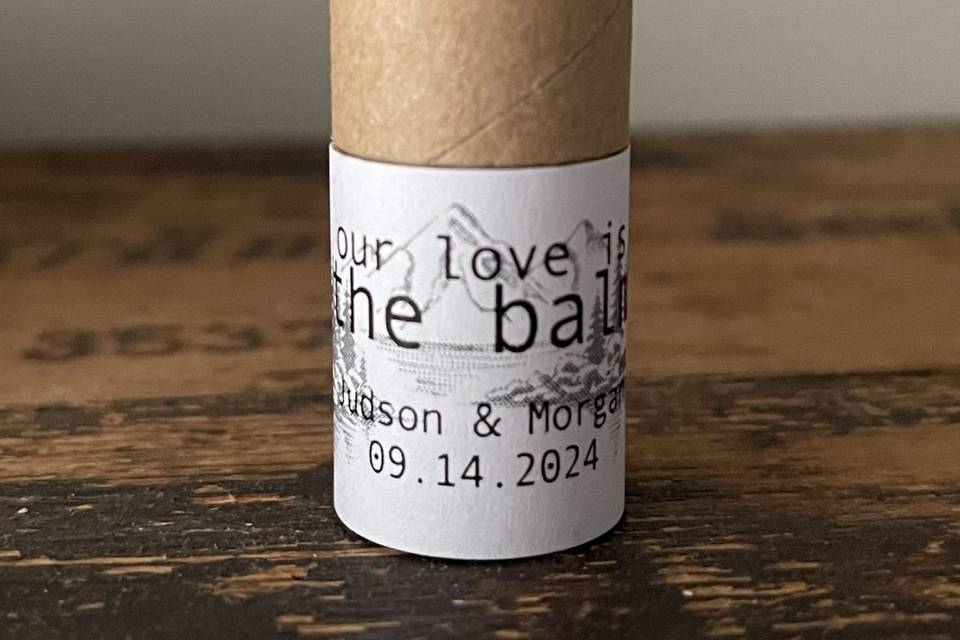 our love is
the balm
Judson & Morgan
09.14.2024